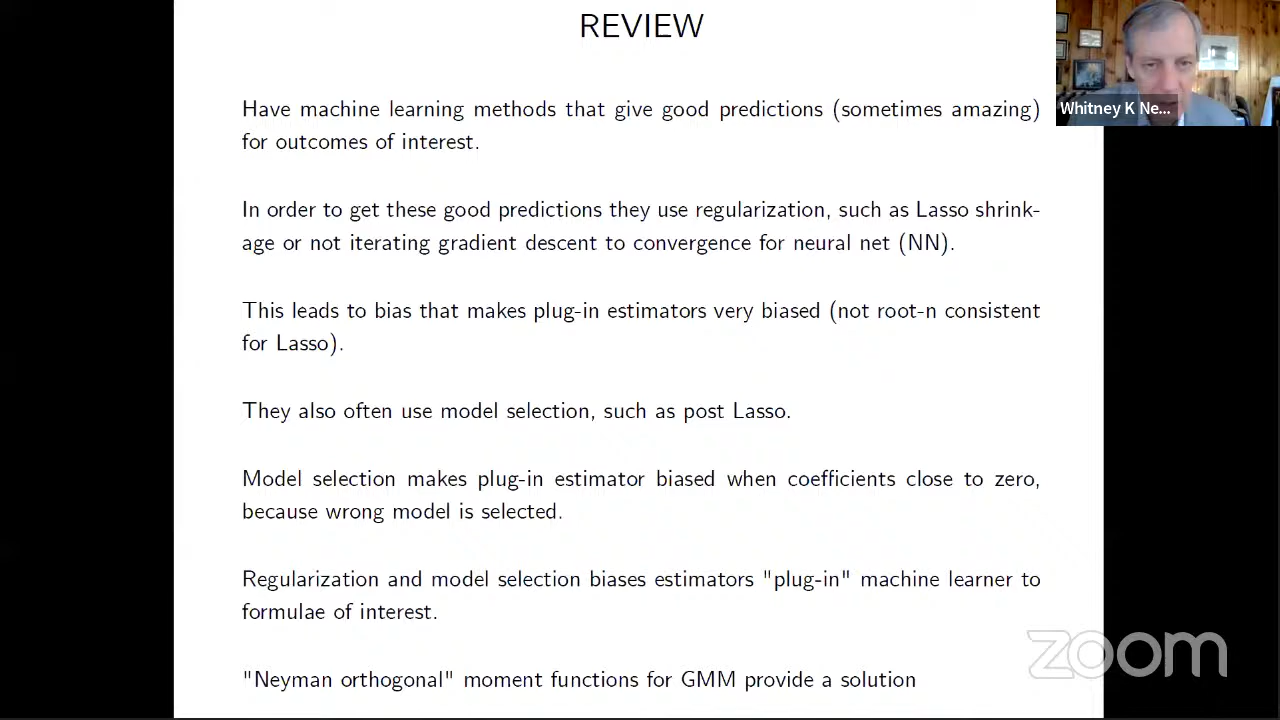 REVIEW
Have machine learning methods that give good predictions (sometimes amazing)
for outcomes of interest.
In order to get these good predictions they use regularization, such as Lasso shrink-
age or not iterating gradient descent to convergence for neural net (NN).
This leads to bias that makes plug-in estimators very biased (not root-n consistent
for Lasso).
They also often use model selection, such as post Lasso.
Model selection makes plug-in estimator biased when coefficients close to zero,
because wrong model is selected.
Regularization and model selection biases estimators "plug-in" machine learner to
formulae of interest.
"Neyman orthogonal" moment functions for GMM provide a solution
Whitney K Ne...
zoom